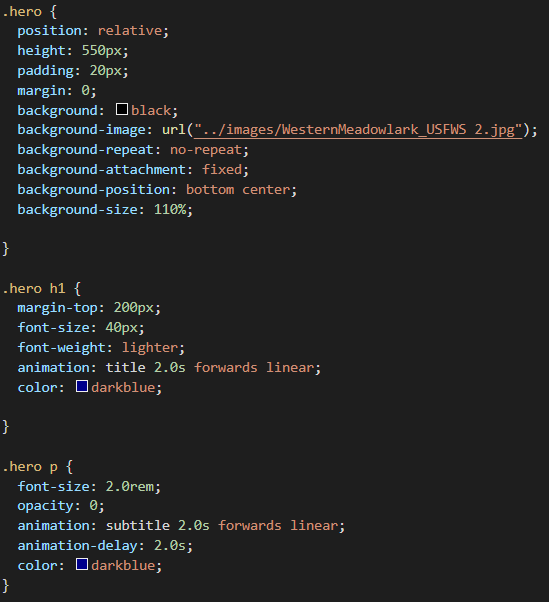 .hero {
  position: relative;
  height: 550px;
  padding: 20px;
  margin: 0;
  background: black;
  background-image: url("../images/WesternMeadowlark_USFWS 2.jpg");
  background-repeat: no-repeat;
  background-attachment: fixed;
  background-position: bottom center;
  background-size: 110%;

}

.hero h1 {
  margin-top: 200px;
  font-size: 40px;
  font-weight: lighter;
  animation: title 2.0s forwards linear;
  color: darkblue;

}

.hero p {
  font-size: 2.0rem;
  opacity: 0;
  animation: subtitle 2.0s forwards linear;
  animation-delay: 2.0s;
  color: darkblue;
}